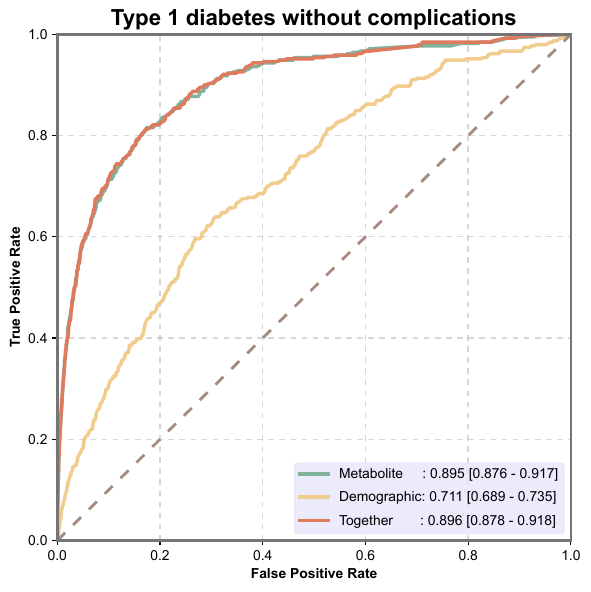 Type 1 diabetes without complications
1.0
0.8
0.6
0.4
0.2
0.0
True Positive Rate
Metabolite : 0.895 [0.876 - 0.917]
Demographic: 0.711 [0.689 - 0.735]
Together : 0.896 [0.878 - 0.918]
0.0 0.2 0.4 0.6 0.8 1.0
False Positive Rate